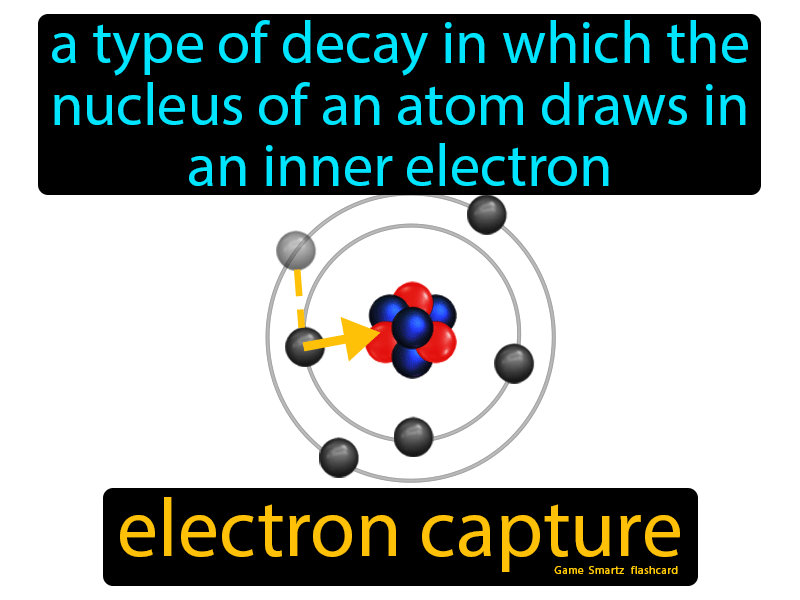 a type of decay in which the
nucleus of an atom draws in
an inner electron
electron capture
Game Smartz flashcard